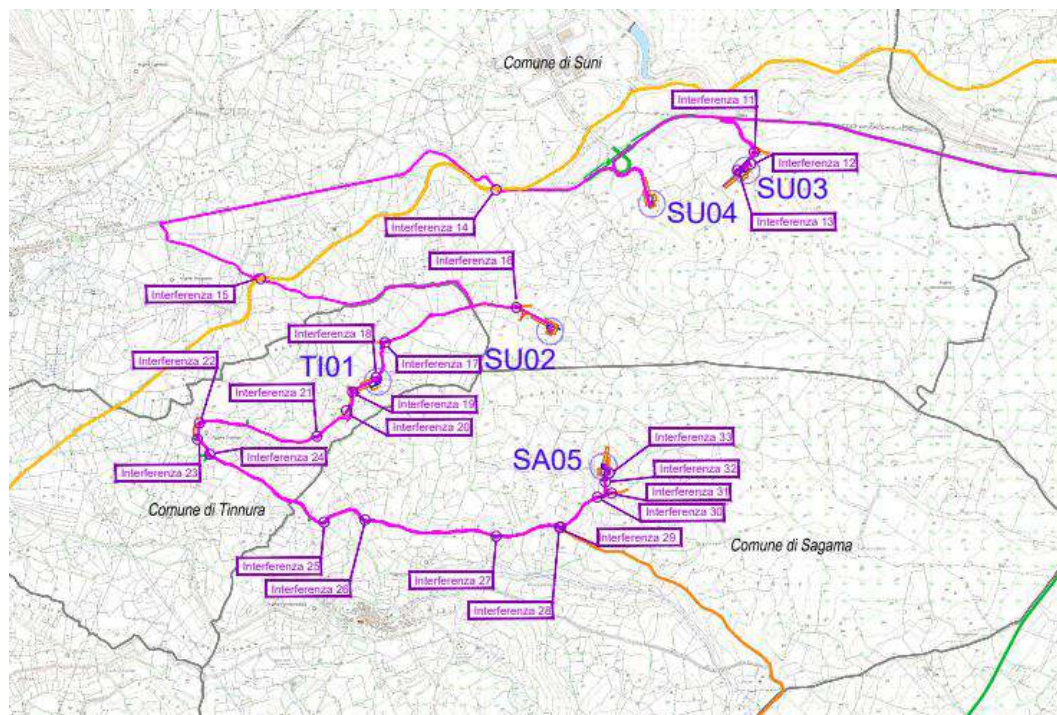 Comune di Suni
Interferenza 11
Interferenza 12
SU03
SU04
Interferenza 13
Interferenza 14
Interferenza 16
Interferenza 15
Interferenza 18
Interferenza 22
TI01
Interferenza 17
SU02
Interferenza 21
Interferenza 19
Interferenza 20
Interferenza 33
Interferenza 24
SA05
Interferenza 32
Interferenza 23
Interferenza 31
Comune di Tinnura
Interferenza 30
Interferenza 29
Comune di Sagama
Interferenza 25
Interferenza 27
Interferenza 26
Interferenza 28